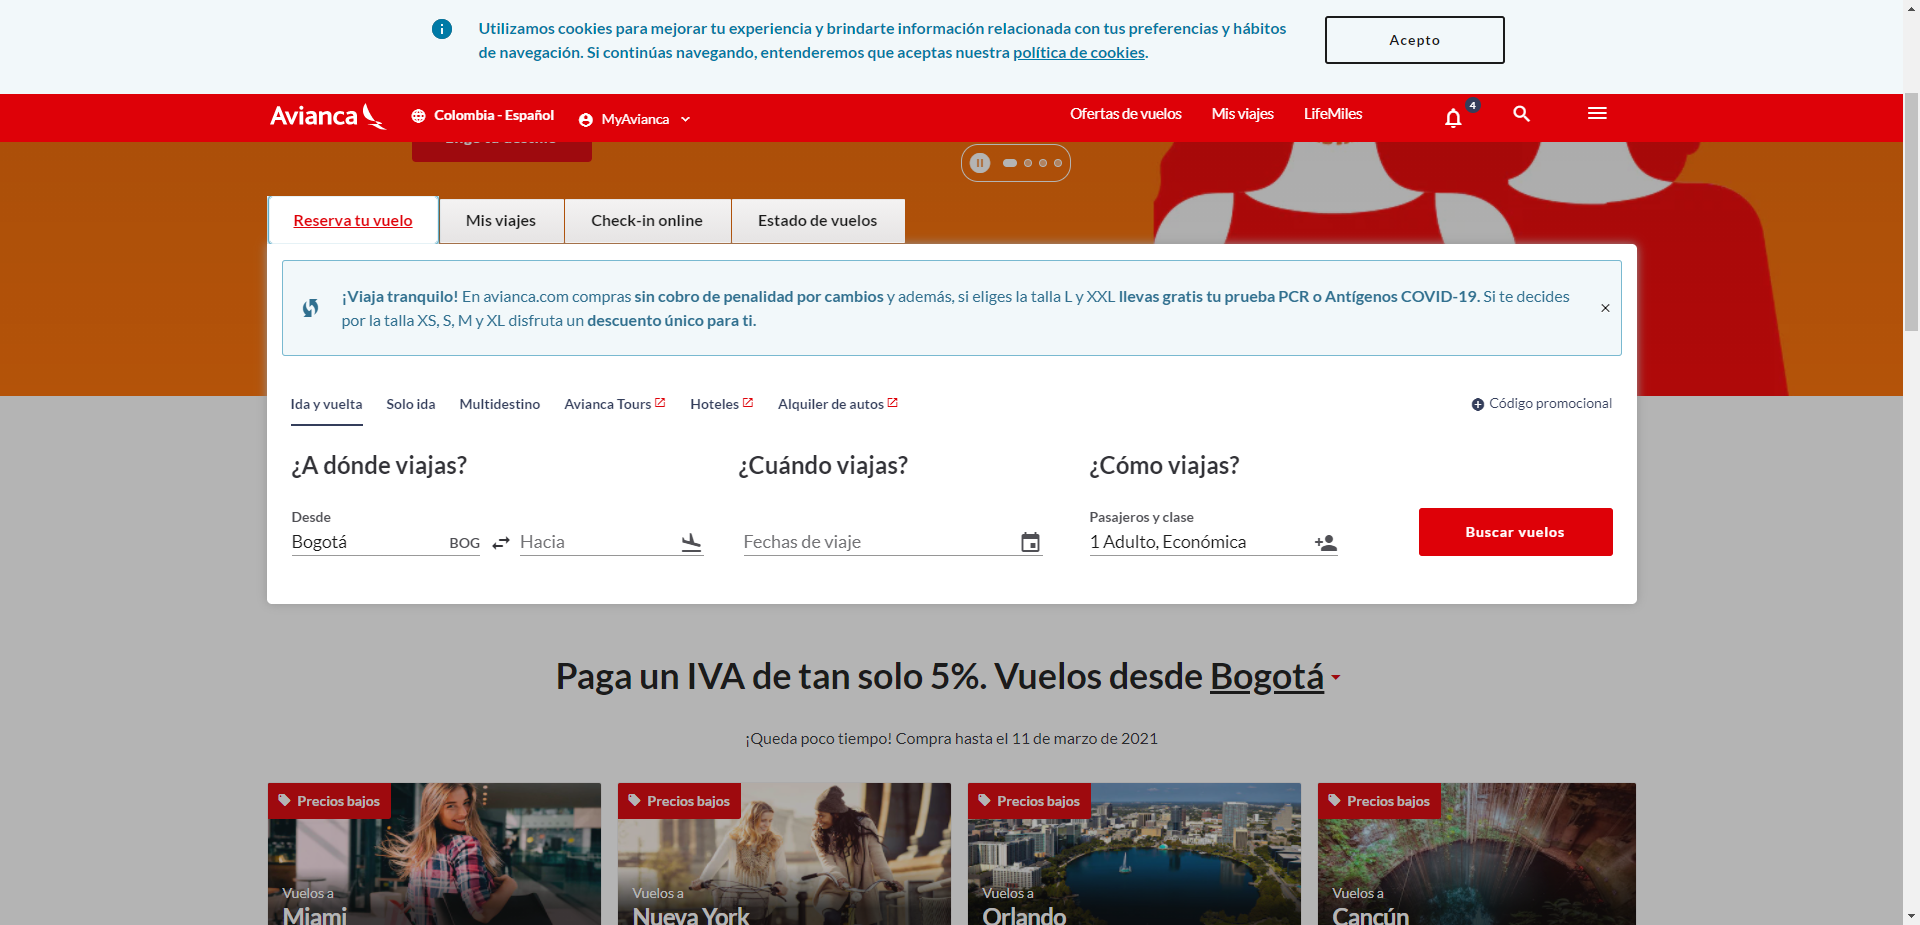 Utilizamos cookies para mejorar tu experiencia y brindarte información relacionada con tus preferencias y hábitos
de navegación. Si continúas navegando, entenderemos que aceptas nuestra política de cookies.
Acepto
Avianca
Colombia - Español
MyAvianca
Ofertas de vuelos
Mis viajes
LifeMiles
4
Reserva tu vuelo
Mis viajes
Check-in online
Estado de vuelos
¡Viaja tranquilo! En avianca.com compras sin cobro de penalidad por cambios y además, si eliges la talla L y XXL llevas gratis tu prueba PCR o Antígenos COVID-19. Si te decides
por la talla XS, S, M y XL disfruta un descuento único para ti.
Ida y vuelta
Solo ida
Multidestino
Avianca Tours
Hoteles
Alquiler de autos
Código promocional
¿A dónde viajas?
¿Cuándo viajas?
¿Cómo viajas?
Desde
Bogotá
BOG
Hacia
Fechas de viaje
Pasajeros y clase
1 Adulto, Económica
Buscar vuelos
Paga un IVA de tan solo 5%. Vuelos desde Bogotá
¡Queda poco tiempo! Compra hasta el 11 de marzo de 2021
Precios bajos
Vuelos a
Miami
Precios bajos
Vuelos a
Nueva York
Precios bajos
Vuelos a
Orlando
Precios bajos
Vuelos a
Cancún